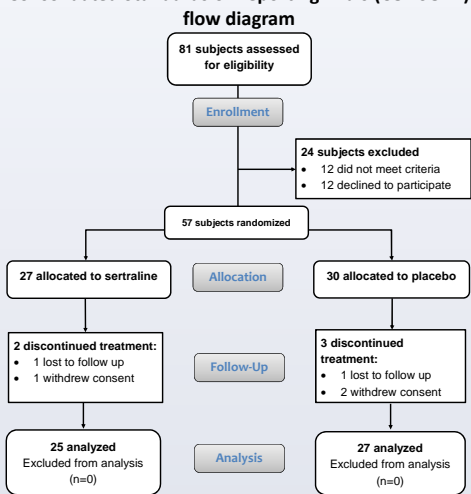 flow diagram
81 subjects assessed
for eligibility
Enrollment
24 subjects excluded
• 12 did not meet criteria
• 12 declined to participate
57 subjects randomized
27 allocated to sertraline
Allocation
30 allocated to placebo
2 discontinued treatment:
• 1 lost to follow up
• 1 withdrew consent
Follow-Up
3 discontinued
treatment:
• 1 lost to follow up
• 2 withdrew consent
25 analyzed
Excluded from analysis
(n=0)
Analysis
27 analyzed
Excluded from analysis
(n=0)